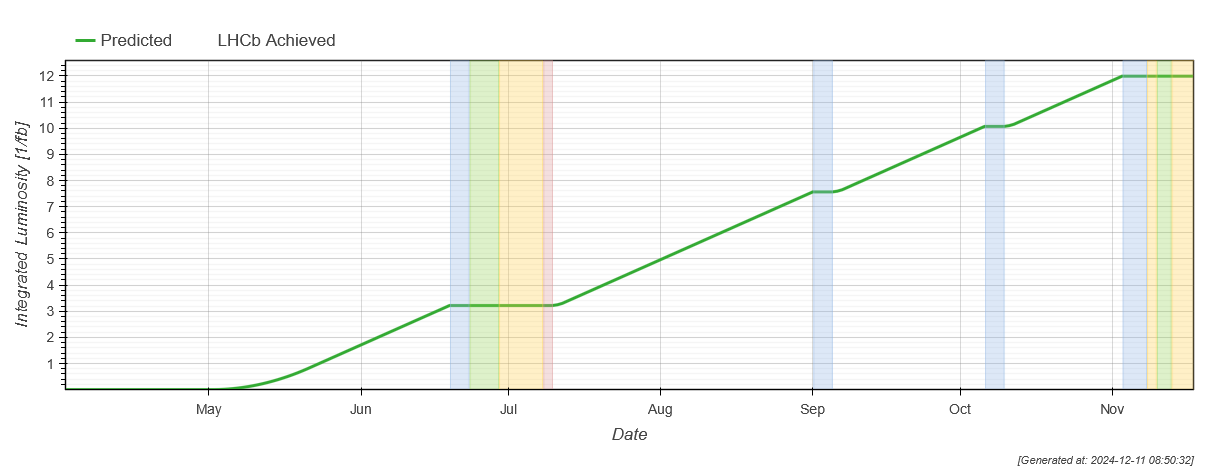 Predicted LHCb Achieved
Integrated Luminosity [1/fb]
12
11
10
9
8
7
6
5
4
3
2
1
May Jun Jul Aug Sep Oct Nov
Date
[Generated at: 2024-12-11 08:50:32]